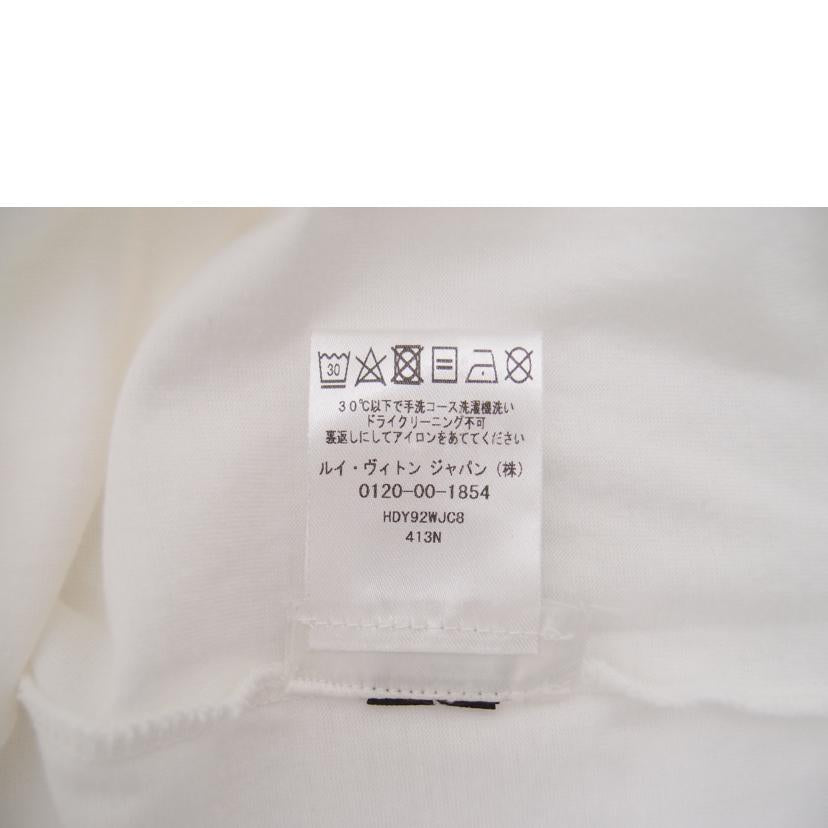 30
30℃以下で手洗コース洗濯機洗い
ドライクリーニング不可
裏返しにしてアイロンをあててください
ルイ・ヴィトン ジャパン (株)
0120-00-1854
HDY92WJC8
413N